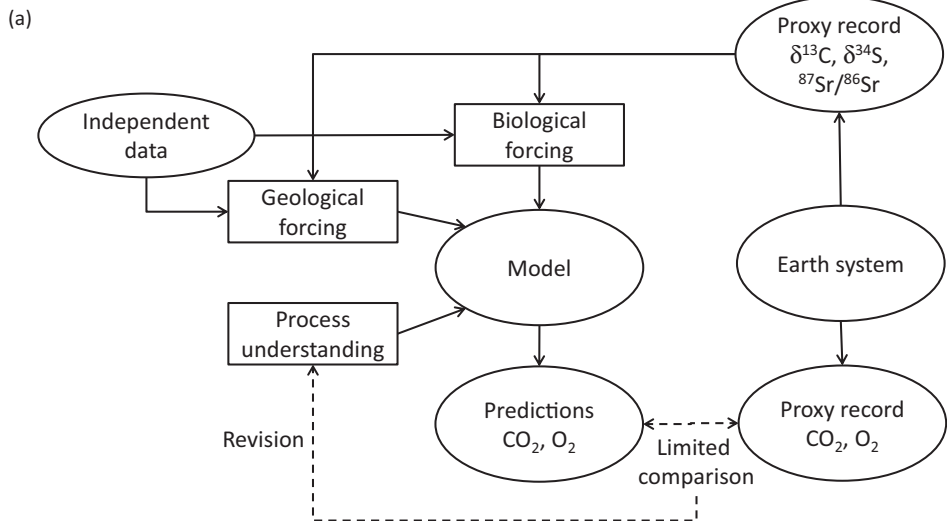 (a)
Proxy record
δ¹³C, δ³⁴S,
⁸⁷Sr/⁸⁶Sr
Independent
data
Biological
forcing
Geological
forcing
Model
Earth system
Process
understanding
Predictions
CO₂, O₂
Proxy record
CO₂, O₂
Revision
Limited
comparison